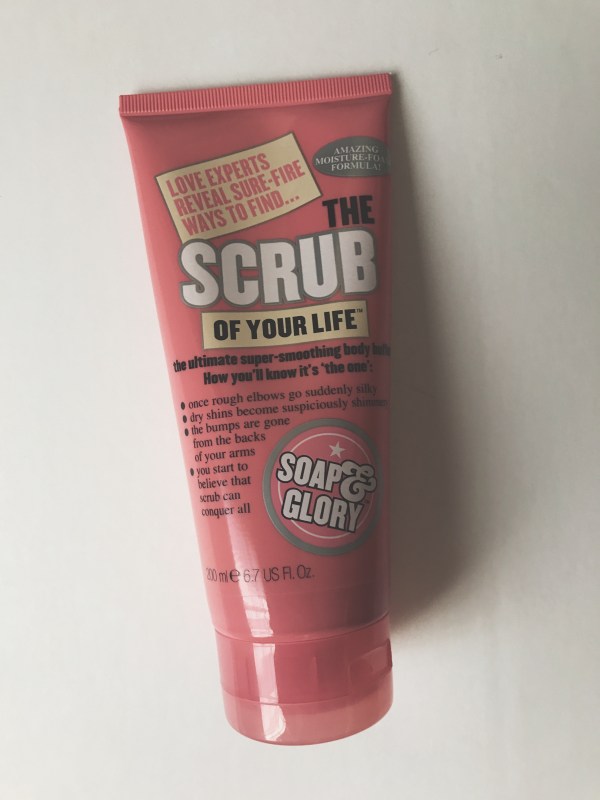 LOVE EXPERTS
REVEAL SURE-FIRE
WAYS TO FIND...
AMAZING
FORMULA!
THE
SCRUB
OF YOUR LIFE™
the ultimate super-smoothing body
How you'll know it's 'the one':
• once rough elbows go suddenly silky
• dry shins become suspiciously
• the bumps are gone
from the backs
of your arms
• you start to
believe that
scrub can
conquer all
SOAP&
GLORY
200 ml e 6.7 US Fl. Oz.